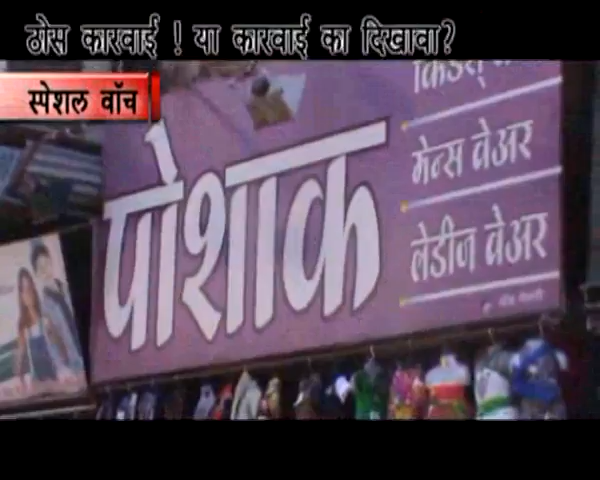 ठोस कारवाई ! या कारवाई का दिखावा?
स्पेशल वॉच
पोशाक
मेन्स वेअर
लेडीज वेअर